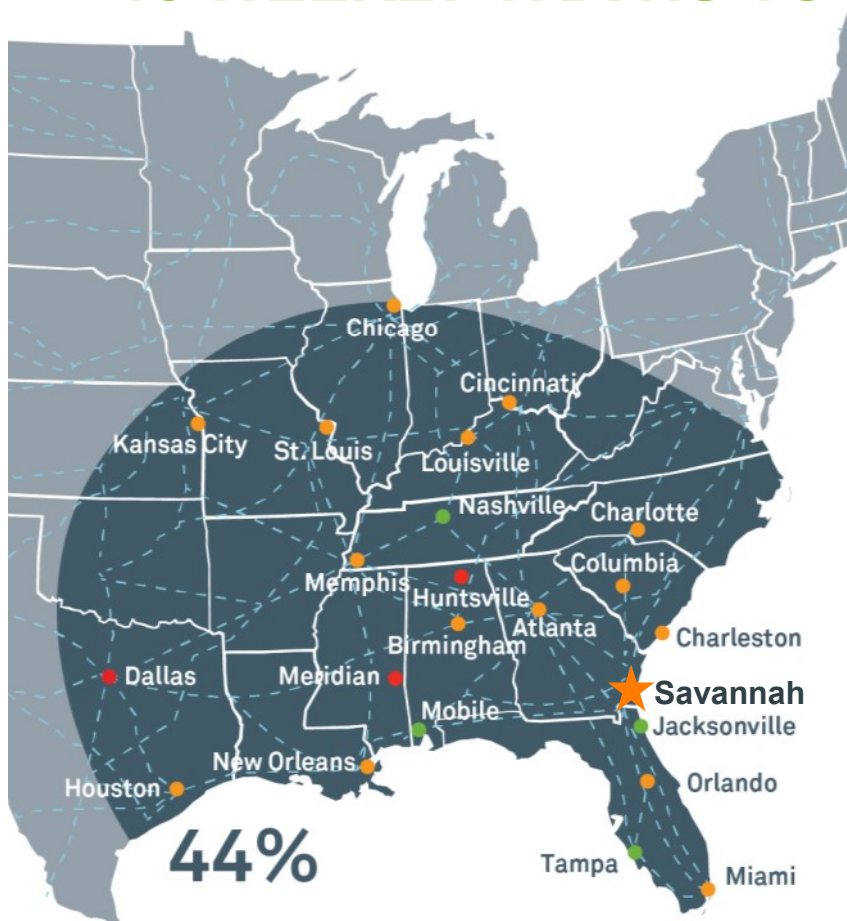 Chicago
Cincinnati
Kansas City
St. Louis
Louisville
Nashville
Charlotte
Memphis
Columbia
Huntsville
Atlanta
Birmingham
Charleston
Dallas
Meridian
Savannah
Mobile
Jacksonville
New Orleans
Houston
Orlando
44%
Tampa
Miami